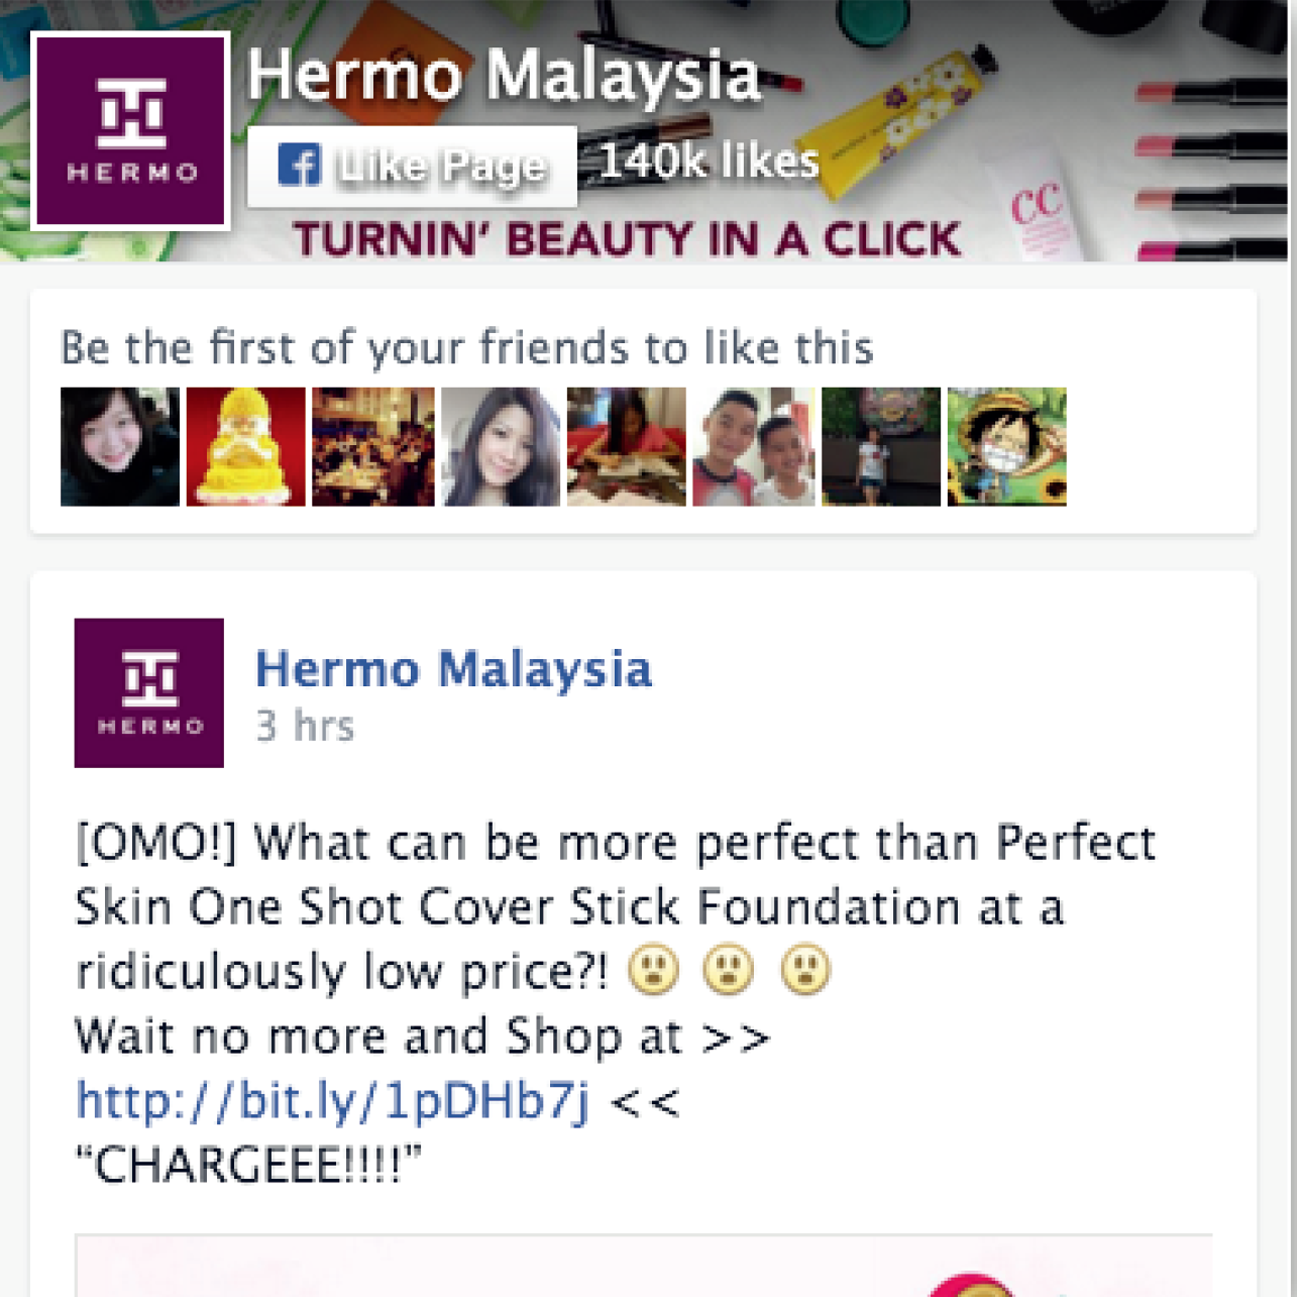 HERMO
Hermo Malaysia
Like Page
140k likes
TURNIN' BEAUTY IN A CLICK
CC
Be the first of your friends to like this
HERMO
Hermo Malaysia
3 hrs
[OMO!] What can be more perfect than Perfect
Skin One Shot Cover Stick Foundation at a
ridiculously low price?! 😮 😮 😮
Wait no more and Shop at >>
http://bit.ly/1pDHb7j <<
“CHARGEEE!!!!”